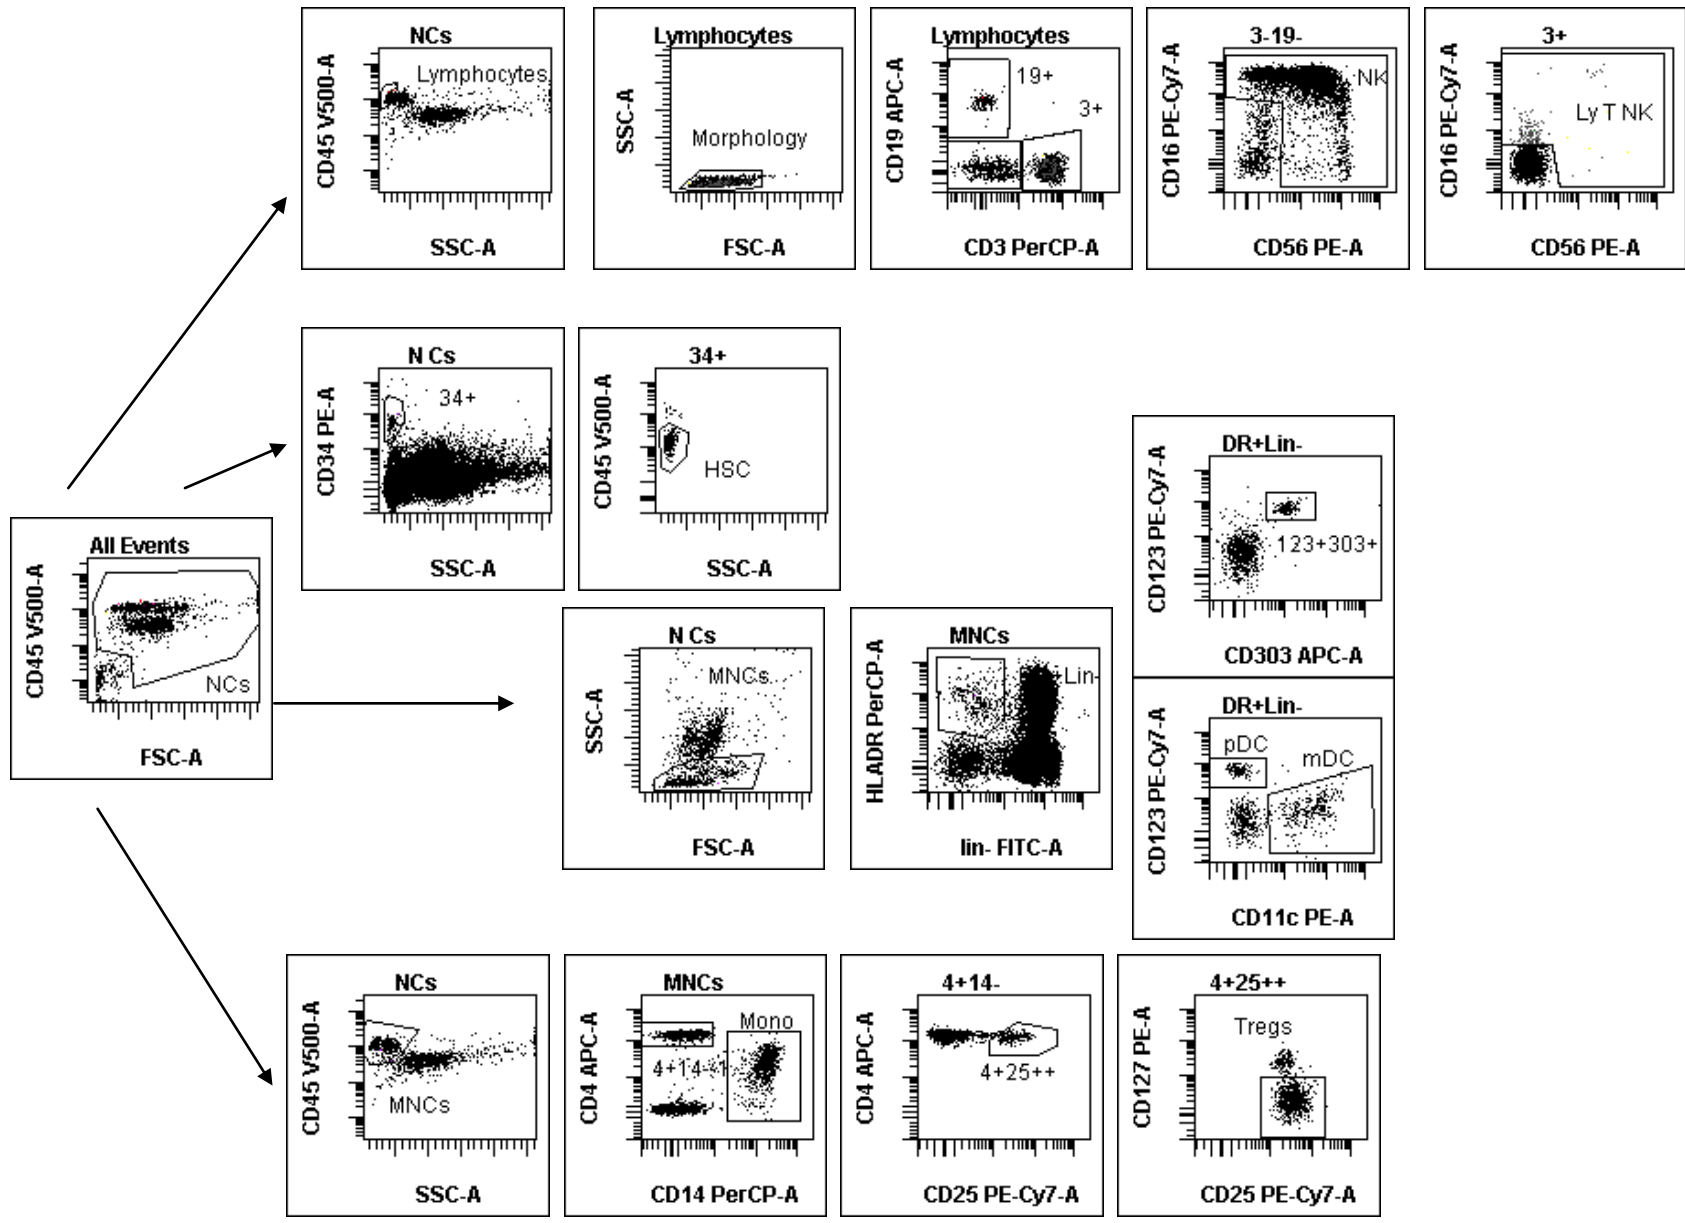 NCs
CD45 V500-A
Lymphocytes
SSC-A
Lymphocytes
SSC-A
Morphology
FSC-A
Lymphocytes
CD19 APC-A
19+
3+
CD3 PerCP-A
3-19-
CD16 PE-Cy7-A
NK
CD56 PE-A
3+
CD16 PE-Cy7-A
Ly T NK
CD56 PE-A
N Cs
CD34 PE-A
34+
SSC-A
34+
CD45 V500-A
HSC
SSC-A
DR+Lin-
CD123 PE-Cy7-A
123+303+
CD303 APC-A
All Events
CD45 V500-A
NCs
FSC-A
N Cs
SSC-A
MNCs
FSC-A
MNCs
HLADR PerCP-A
Lin-
lin- FITC-A
DR+Lin-
CD123 PE-Cy7-A
pDC
mDC
CD11c PE-A
NCs
CD45 V500-A
MNCs
SSC-A
MNCs
CD4 APC-A
Mono
4+14-
CD14 PerCP-A
4+14-
CD4 APC-A
4+25++
CD25 PE-Cy7-A
4+25++
CD127 PE-A
Tregs
CD25 PE-Cy7-A